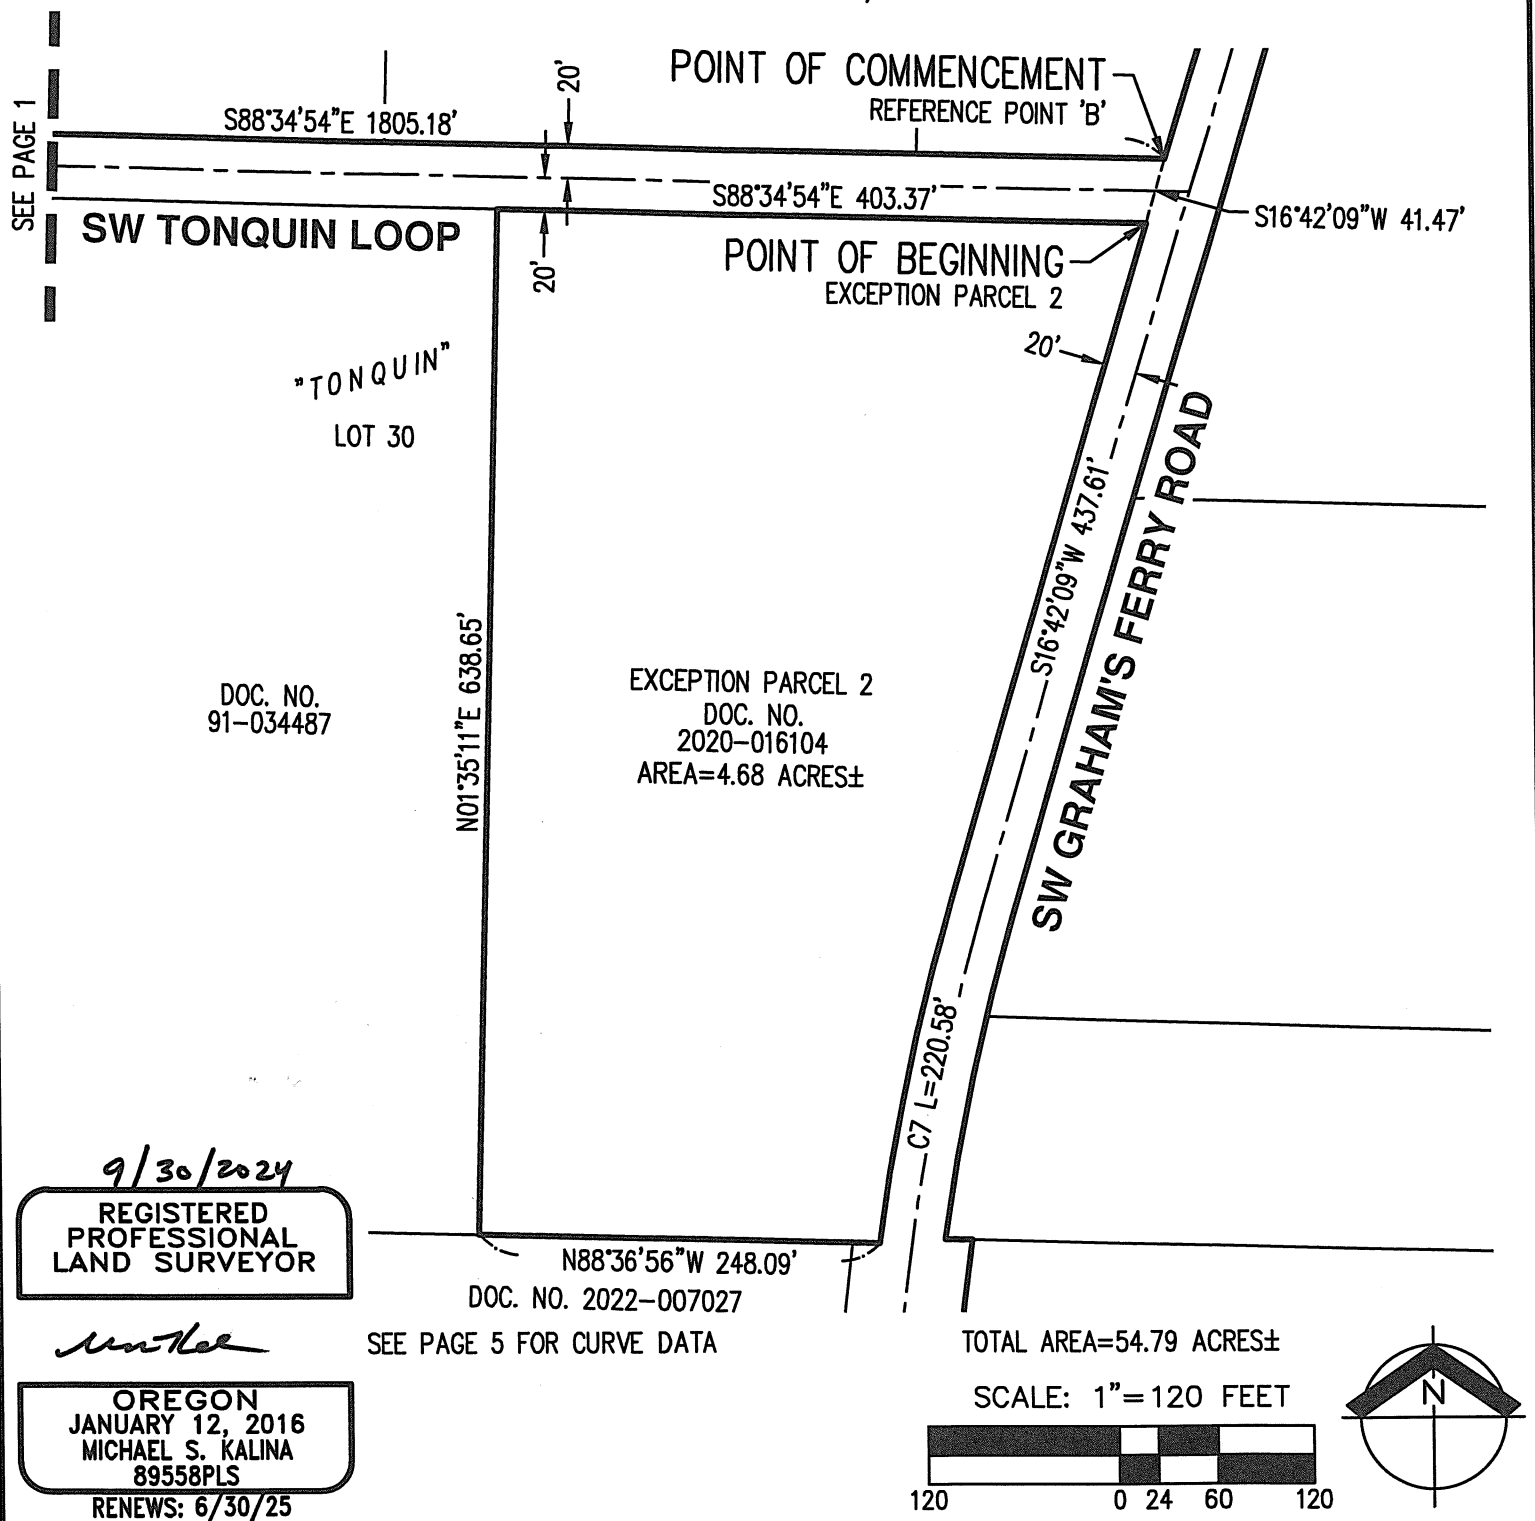 POINT OF COMMENCEMENT
REFERENCE POINT 'B'
20'
S88°34'54"E 1805.18'
SEE PAGE 1
S88°34'54"E 403.37'
S16°42'09"W 41.47'
SW TONQUIN LOOP
20'
POINT OF BEGINNING
EXCEPTION PARCEL 2
20'
"TONQUIN"
LOT 30
SW GRAHAM'S FERRY ROAD
S16°42'09"W 437.61'
N01°35'11"E 638.65'
DOC. NO.
91-034487
EXCEPTION PARCEL 2
DOC. NO.
2020-016104
AREA=4.68 ACRES±
C7 L=220.58'
9/30/2024
REGISTERED
PROFESSIONAL
LAND SURVEYOR
N88°36'56"W 248.09'
DOC. NO. 2022-007027
SEE PAGE 5 FOR CURVE DATA
OREGON
JANUARY 12, 2016
MICHAEL S. KALINA
89558PLS
RENEWS: 6/30/25
TOTAL AREA=54.79 ACRES±
SCALE: 1"=120 FEET
120 0 24 60 120
N